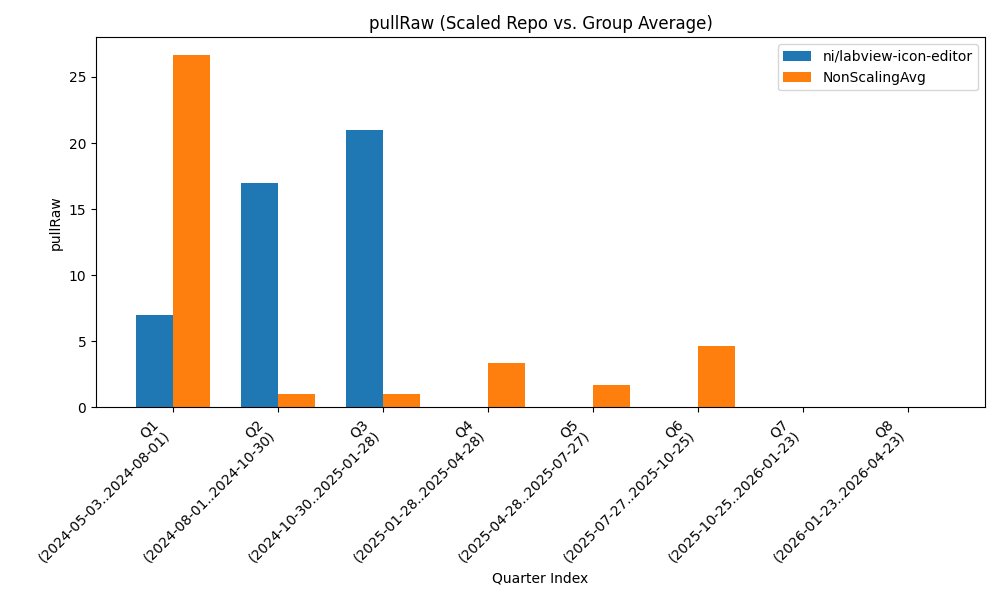 pullRaw (Scaled Repo vs. Group Average)
ni/labview-icon-editor
NonScalingAvg
pullRaw
25
20
15
10
5
0
Q1
(2024-05-03..2024-08-01)
Q2
(2024-08-01..2024-10-30)
Q3
(2024-10-30..2025-01-28)
Q4
(2025-01-28..2025-04-28)
Q5
(2025-04-28..2025-07-27)
Q6
(2025-07-27..2025-10-25)
Q7
(2025-10-25..2026-01-23)
Q8
(2026-01-23..2026-04-23)
Quarter Index